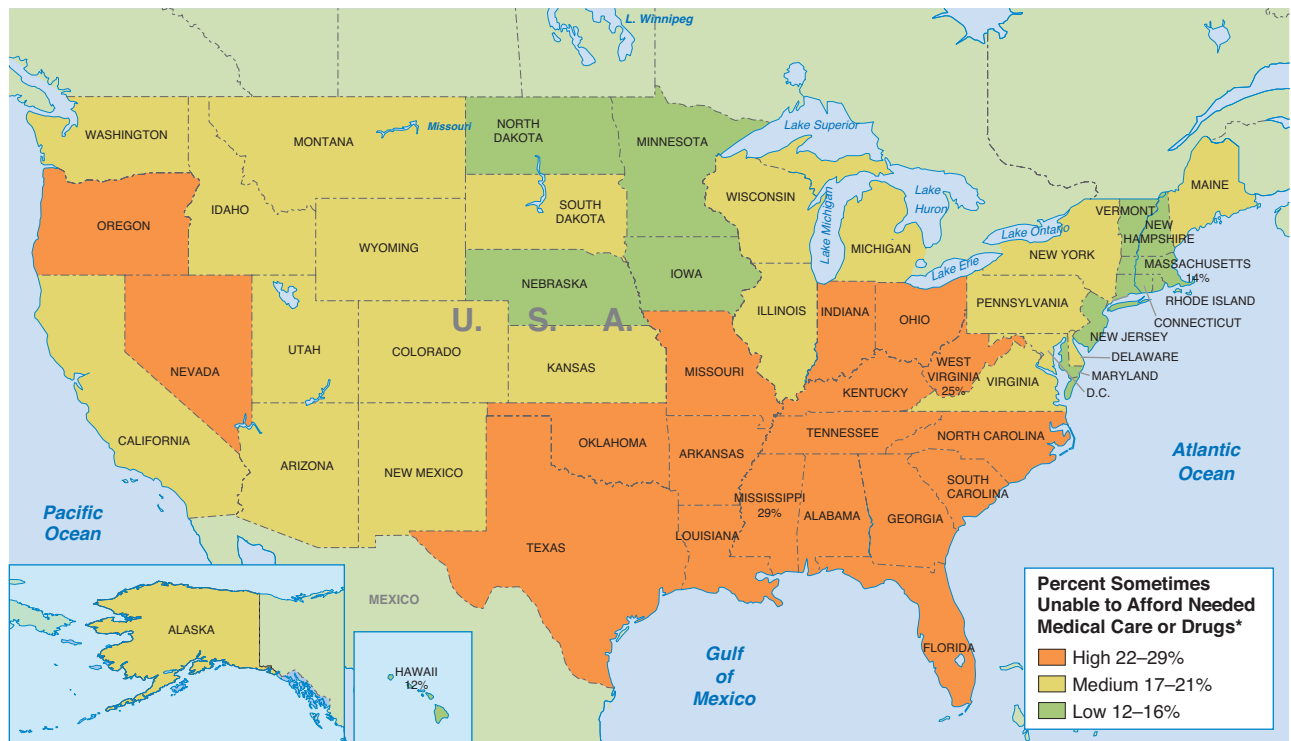 L. Winnipeg
WASHINGTON
MONTANA
Missouri
NORTH
DAKOTA
MINNESOTA
Lake Superior
MAINE
OREGON
IDAHO
SOUTH
DAKOTA
WISCONSIN
Lake Michigan
Lake
Huron
VERMONT
NEW
HAMPSHIRE
WYOMING
MICHIGAN
Lake Ontario
NEW YORK
MASSACHUSETTS
14%
Lake Erie
IOWA
NEBRASKA
PENNSYLVANIA
RHODE ISLAND
CONNECTICUT
ILLINOIS
INDIANA
OHIO
NEW JERSEY
U. S. A.
UTAH
COLORADO
DELAWARE
NEVADA
KANSAS
MISSOURI
WEST
VIRGINIA
25%
VIRGINIA
MARYLAND
D.C.
KENTUCKY
CALIFORNIA
OKLAHOMA
TENNESSEE
NORTH CAROLINA
ARIZONA
NEW MEXICO
ARKANSAS
SOUTH
CAROLINA
Atlantic
Ocean
MISSISSIPPI
29%
ALABAMA
GEORGIA
Pacific
Ocean
TEXAS
LOUISIANA
MEXICO
ALASKA
HAWAII
12%
Gulf
of
Mexico
FLORIDA
Percent Sometimes
Unable to Afford Needed
Medical Care or Drugs*
High 22–29%
Medium 17–21%
Low 12–16%